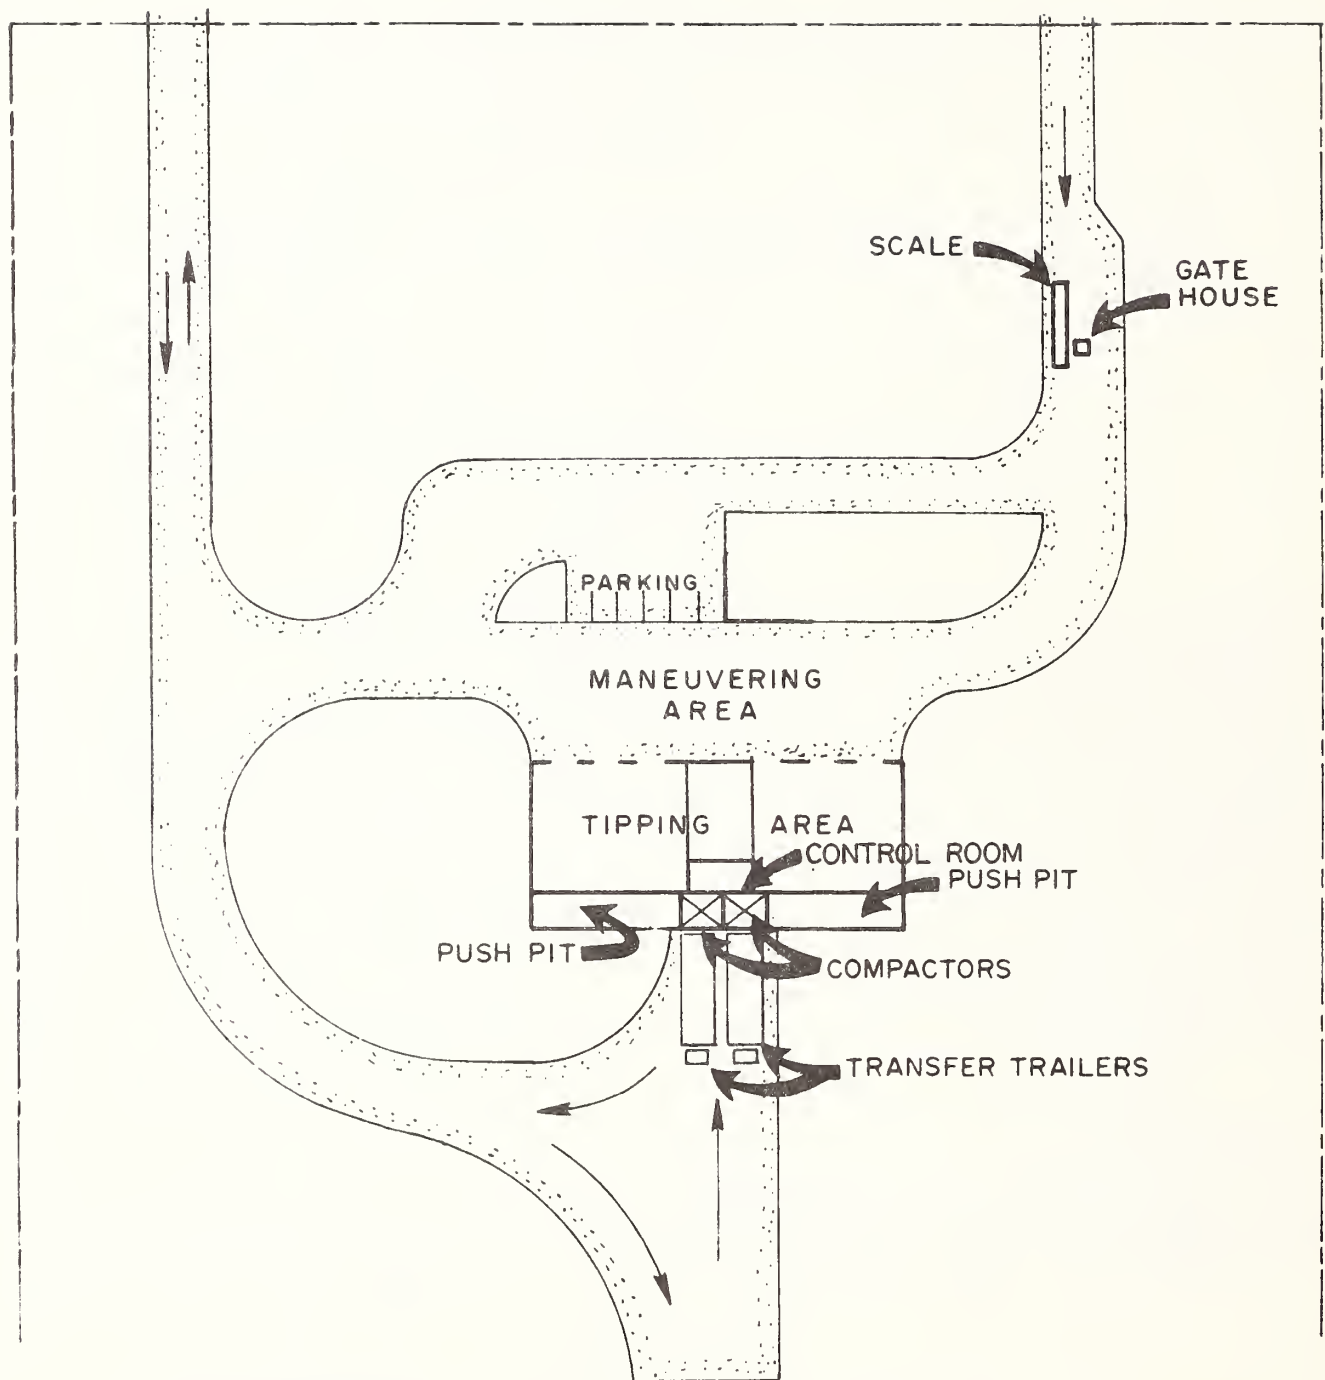 SCALE
GATE
HOUSE
PARKING
MANEUVERING
AREA
TIPPING AREA
CONTROL ROOM
PUSH PIT
PUSH PIT
COMPACTORS
TRANSFER TRAILERS